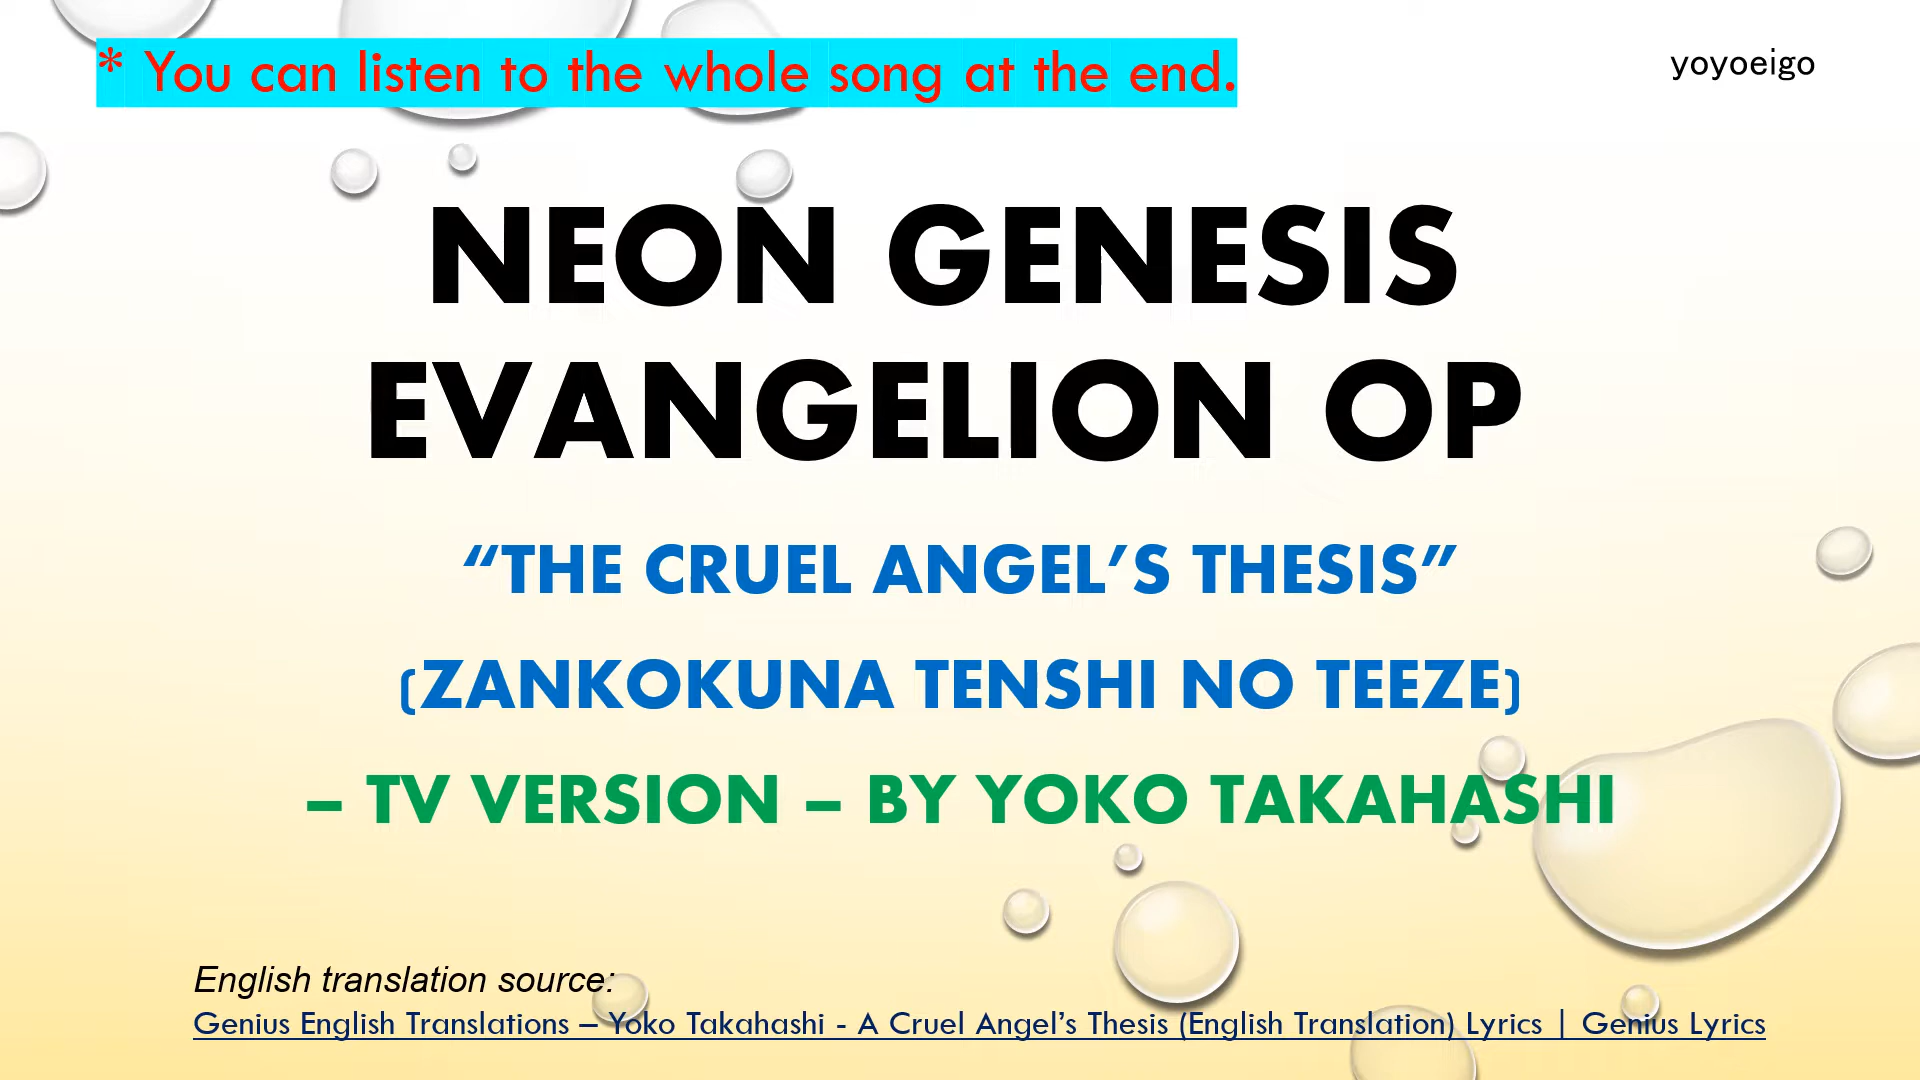 * You can listen to the whole song at the end.
yoyoeigo
NEON GENESIS
EVANGELION OP
“THE CRUEL ANGEL’S THESIS”
(ZANKOKUNA TENSHI NO TEEZE)
– TV VERSION – BY YOKO TAKAHASHI
English translation source:
Genius English Translations – Yoko Takahashi - A Cruel Angel’s Thesis (English Translation) Lyrics | Genius Lyrics